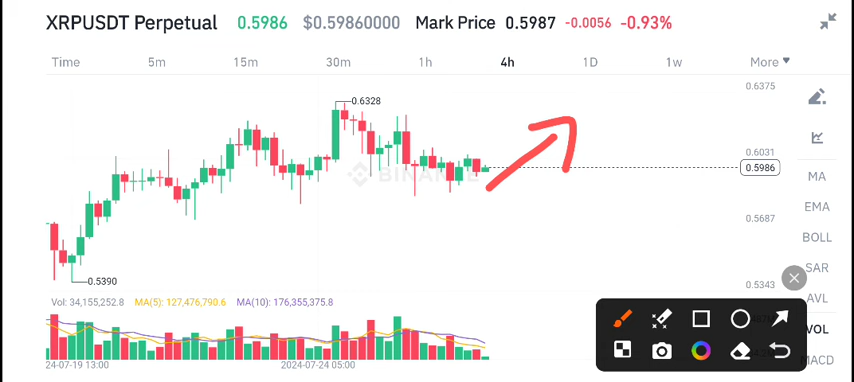 XRPUSDT Perpetual 0.5986 $0.59860000 Mark Price 0.5987 -0.0056 -0.93%
Time 5m 15m 30m 1h 4h 1D 1w More
0.6375
0.6328
0.6031
0.5986
BINANCE
MA
EMA
0.5687
BOLL
SAR
0.5390
0.5343
AVL
Vol: 34,155,252.8 MA(5): 127,476,790.6 MA(10): 176,355,375.8
VOL
MACD
24-07-19 13:00 2024-07-24 05:00